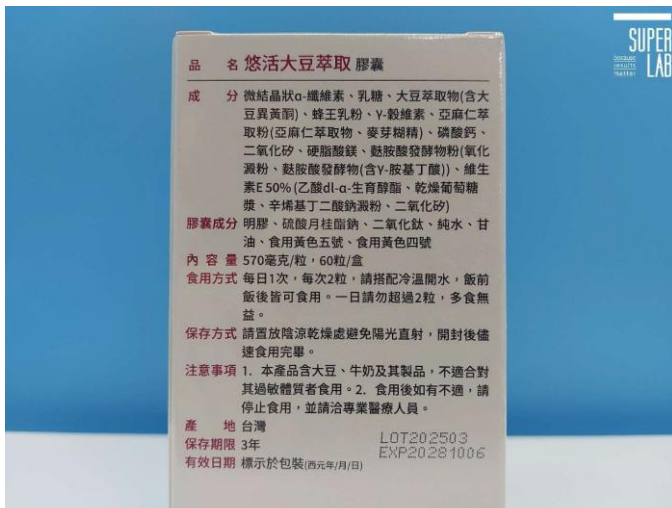 SUPER
LAB
because
results
matter
品名 悠活大豆萃取 膠囊
成分 微結晶狀α-纖維素、乳糖、大豆萃取物(含大
豆異黃酮)、蜂王乳粉、γ-穀維素、亞麻仁萃
取粉(亞麻仁萃取物、麥芽糊精)、磷酸鈣、
二氧化矽、硬脂酸鎂、麩胺酸發酵物粉(氧化
澱粉、麩胺酸發酵物(含γ-胺基丁酸))、維生
素E 50% (乙酸dl-α-生育醇酯、乾燥葡萄糖
漿、辛烯基丁二酸鈉澱粉、二氧化矽)
膠囊成分 明膠、硫酸月桂酯鈉、二氧化鈦、純水、甘
油、食用黃色五號、食用黃色四號
內容量 570毫克/粒，60粒/盒
食用方式 每日1次，每次2粒，請搭配冷溫開水，飯前
飯後皆可食用。一日請勿超過2粒，多食無
益。
保存方式 請置放陰涼乾燥處避免陽光直射，開封後儘
速食用完畢。
注意事項 1. 本產品含大豆、牛奶及其製品，不適合對
其過敏體質者食用。2. 食用後如有不適，請
停止食用，並請洽專業醫療人員。
產地 台灣
保存期限 3年
有效日期 標示於包裝(西元年/月/日)
LOT202503
EXP20281006